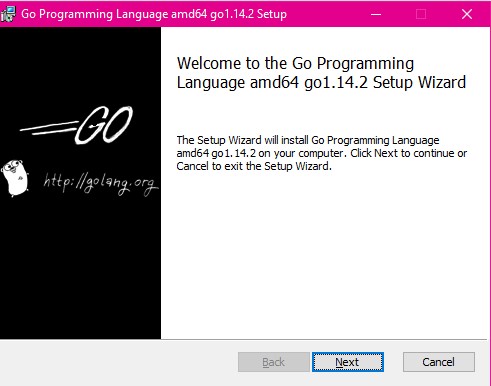 Go Programming Language amd64 go1.14.2 Setup
Welcome to the Go Programming
Language amd64 go1.14.2 Setup Wizard
GO
http://golang.org
The Setup Wizard will install Go Programming Language
amd64 go1.14.2 on your computer. Click Next to continue or
Cancel to exit the Setup Wizard.
Back
Next
Cancel